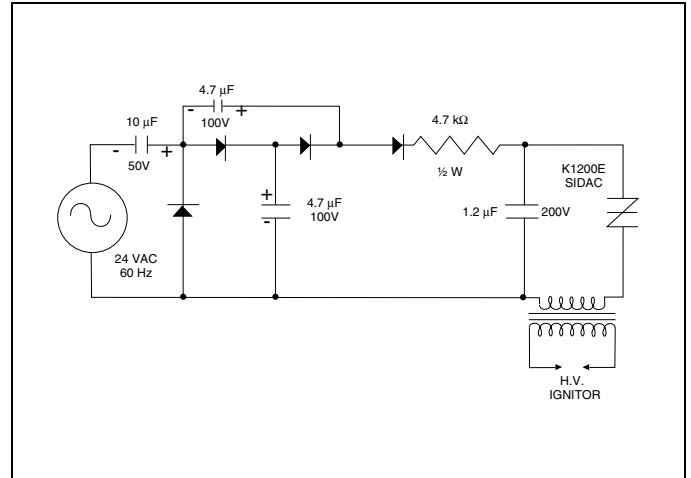 4.7 µF
- +
100V
10 µF
- +
50V
4.7 kΩ
½ W
K1200E
SIDAC
+
-
4.7 µF
100V
1.2 µF 200V
24 VAC
60 Hz
H.V.
IGNITOR